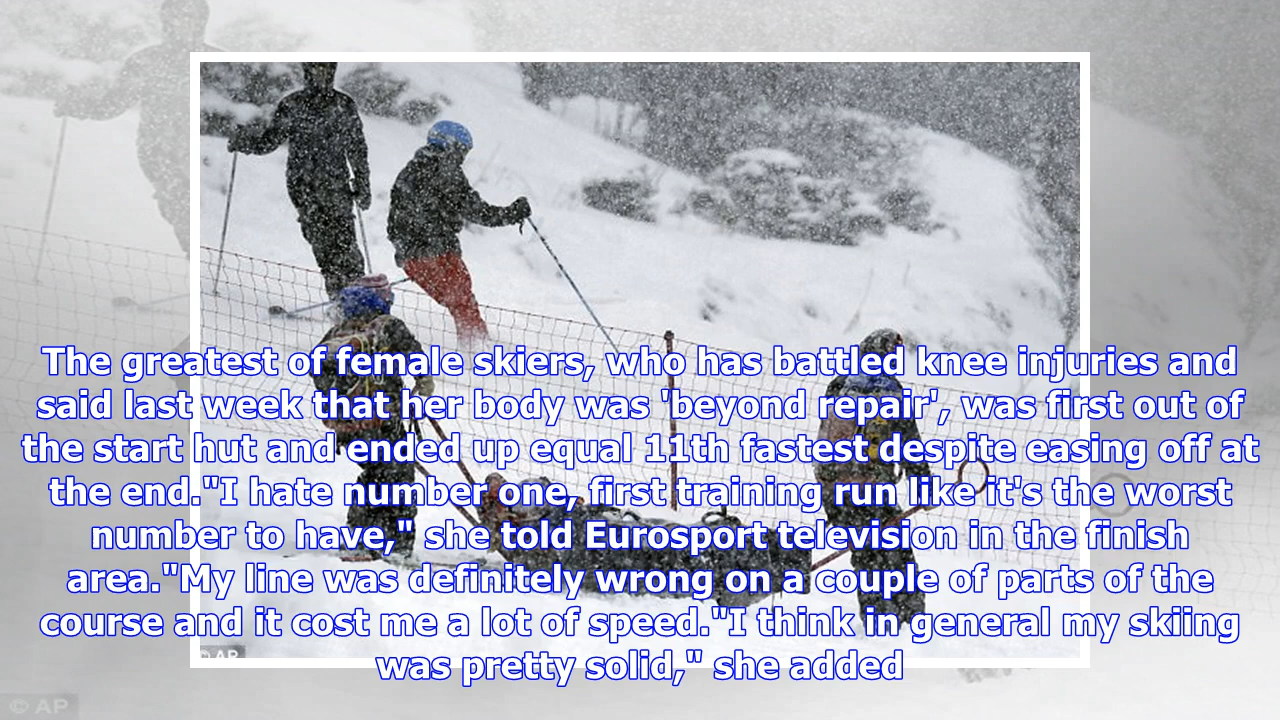 The greatest of female skiers, who has battled knee injuries and
said last week that her body was 'beyond repair', was first out of
the start hut and ended up equal 11th fastest despite easing off at
the end."I hate number one, first training run like it's the worst
number to have," she told Eurosport television in the finish
area."My line was definitely wrong on a couple of parts of the
course and it cost me a lot of speed."I think in general my skiing
was pretty solid," she added
© AP
© AP